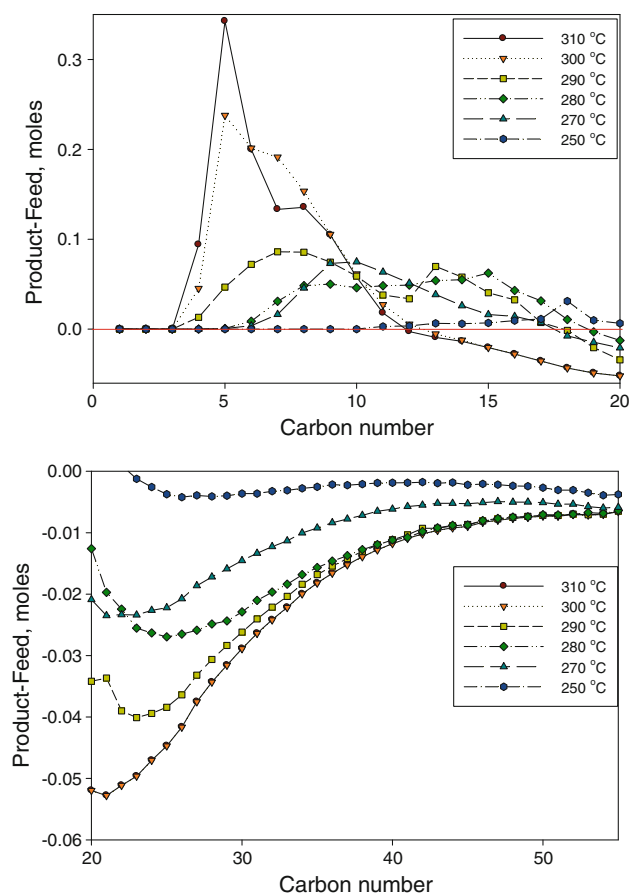 Product-Feed, moles
0.3
0.2
0.1
0.0
310 °C
300 °C
290 °C
280 °C
270 °C
250 °C
0 5 10 15 20
Carbon number
Product-Feed, moles
0.00
-0.01
-0.02
-0.03
-0.04
-0.05
-0.06
310 °C
300 °C
290 °C
280 °C
270 °C
250 °C
20 30 40 50
Carbon number